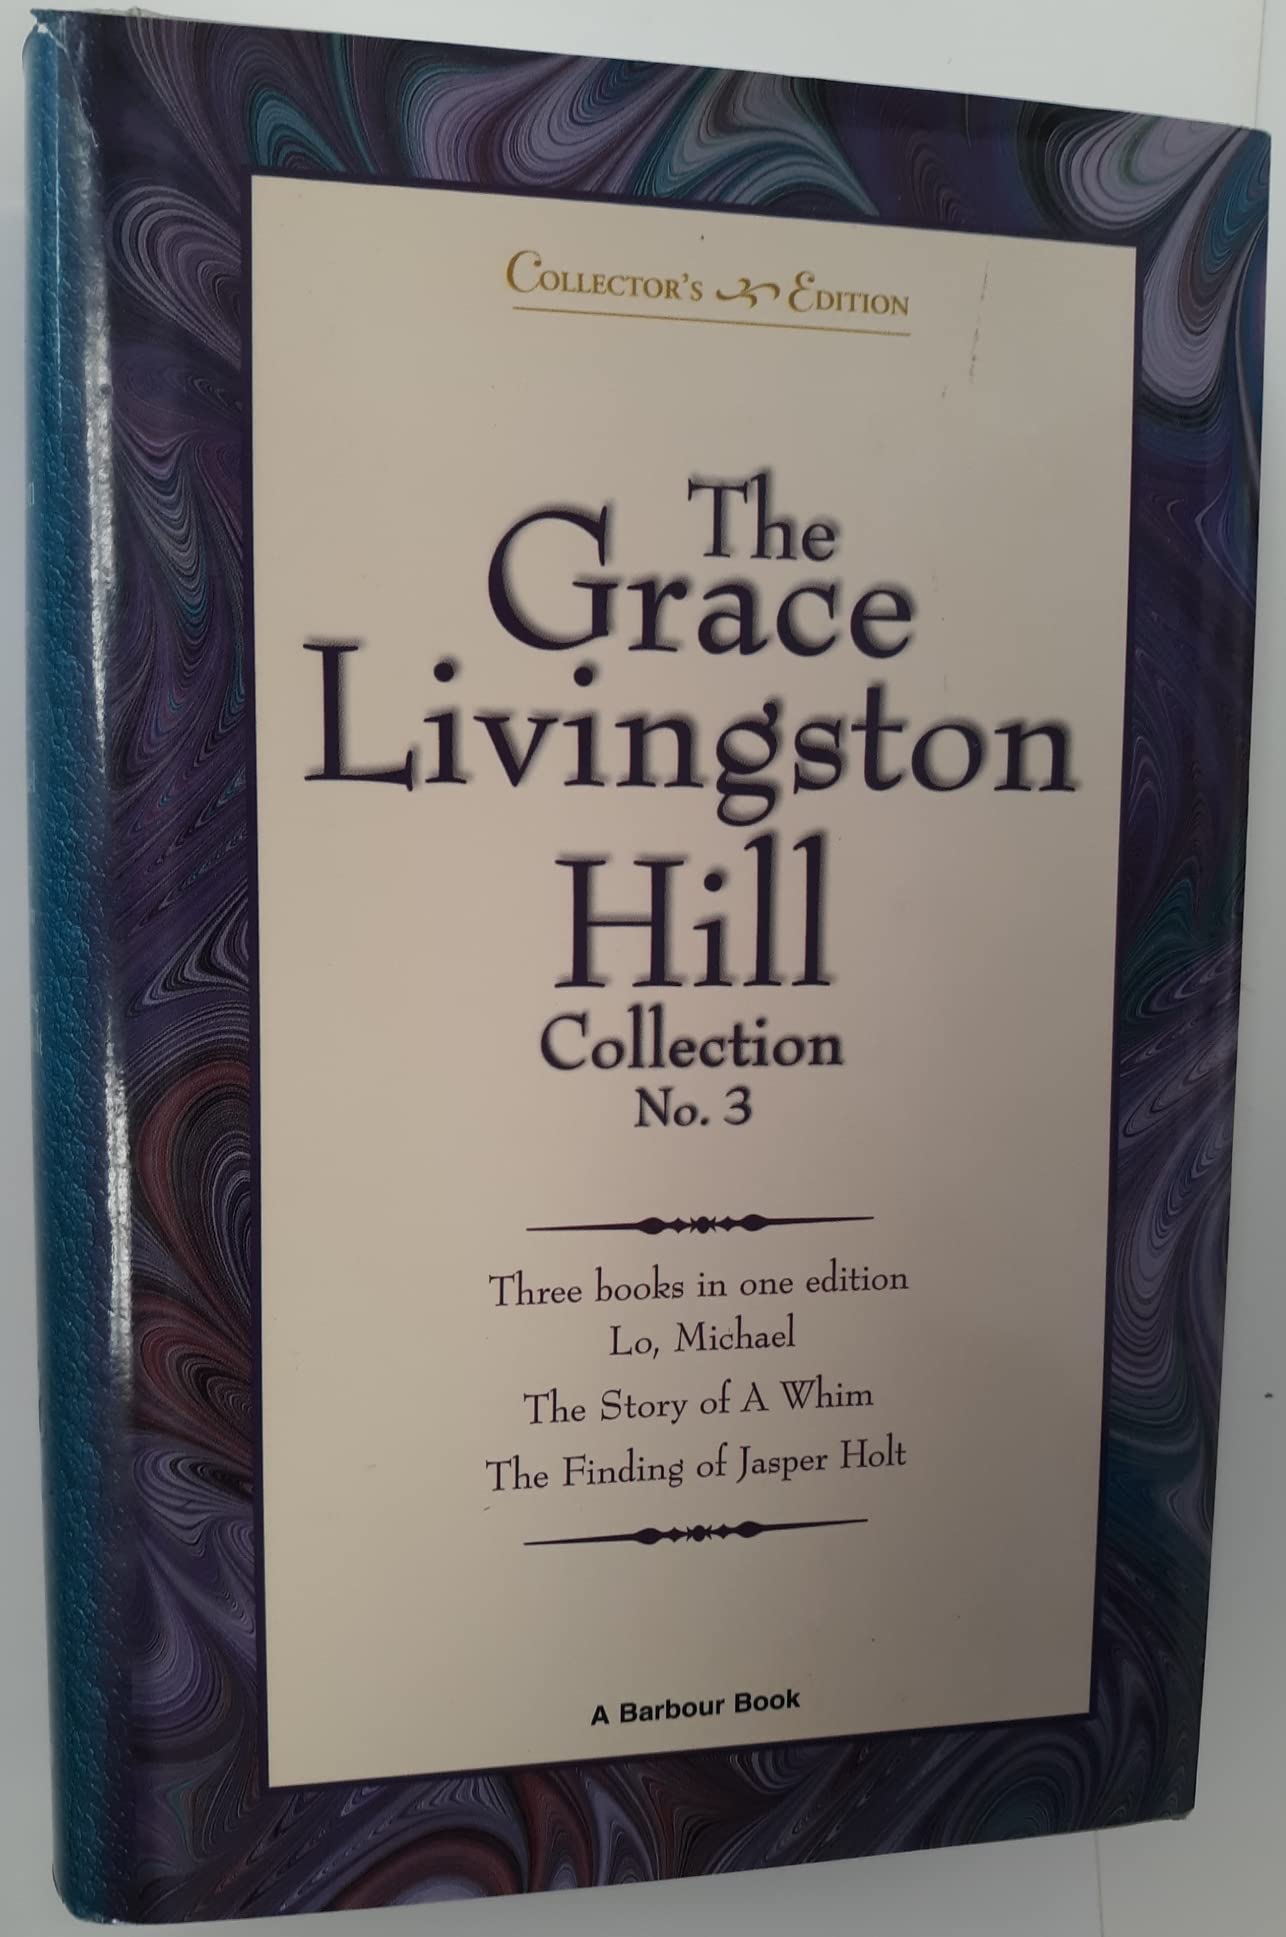 Collector's Edition
The
Grace
Livingston
Hill
Collection
No. 3
Three books in one edition
Lo, Michael
The Story of A Whim
The Finding of Jasper Holt
A Barbour Book